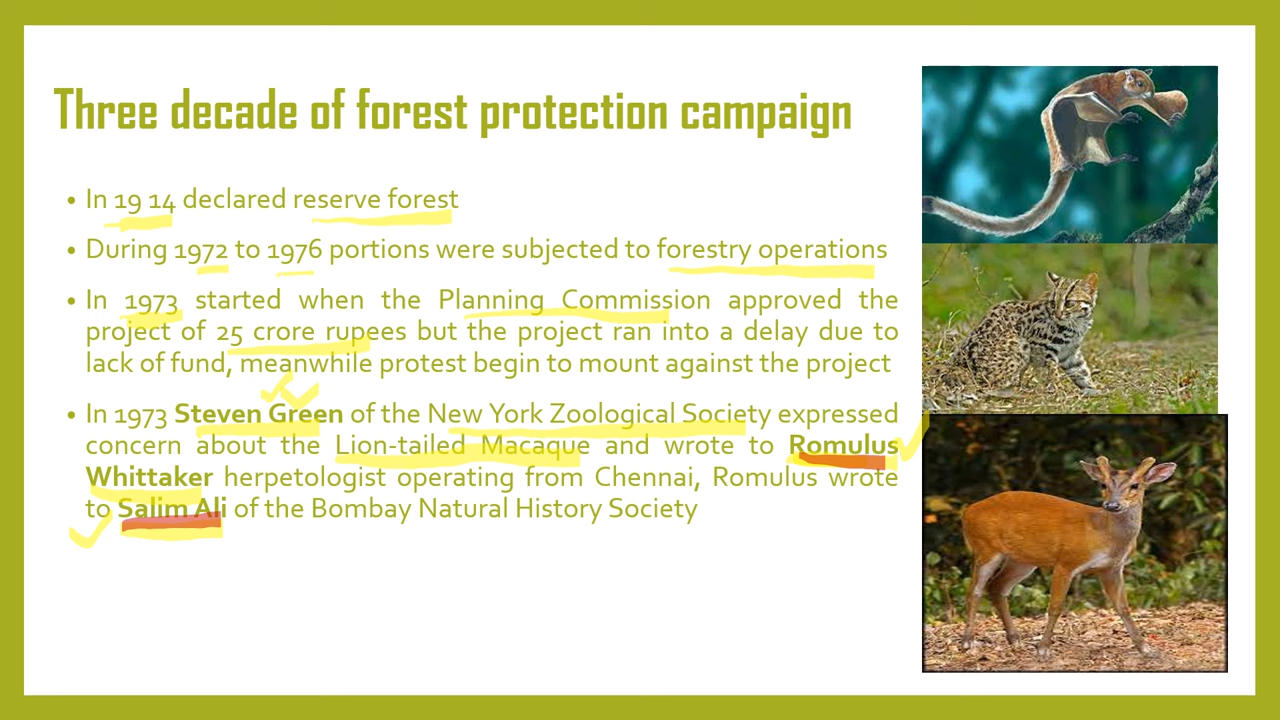 Three decade of forest protection campaign
• In 19 14 declared reserve forest
• During 1972 to 1976 portions were subjected to forestry operations
• In 1973 started when the Planning Commission approved the
project of 25 crore rupees but the project ran into a delay due to
lack of fund, meanwhile protest begin to mount against the project
• In 1973 Steven Green of the New York Zoological Society expressed
concern about the Lion-tailed Macaque and wrote to Romulus
Whittaker herpetologist operating from Chennai, Romulus wrote
to Salim Ali of the Bombay Natural History Society